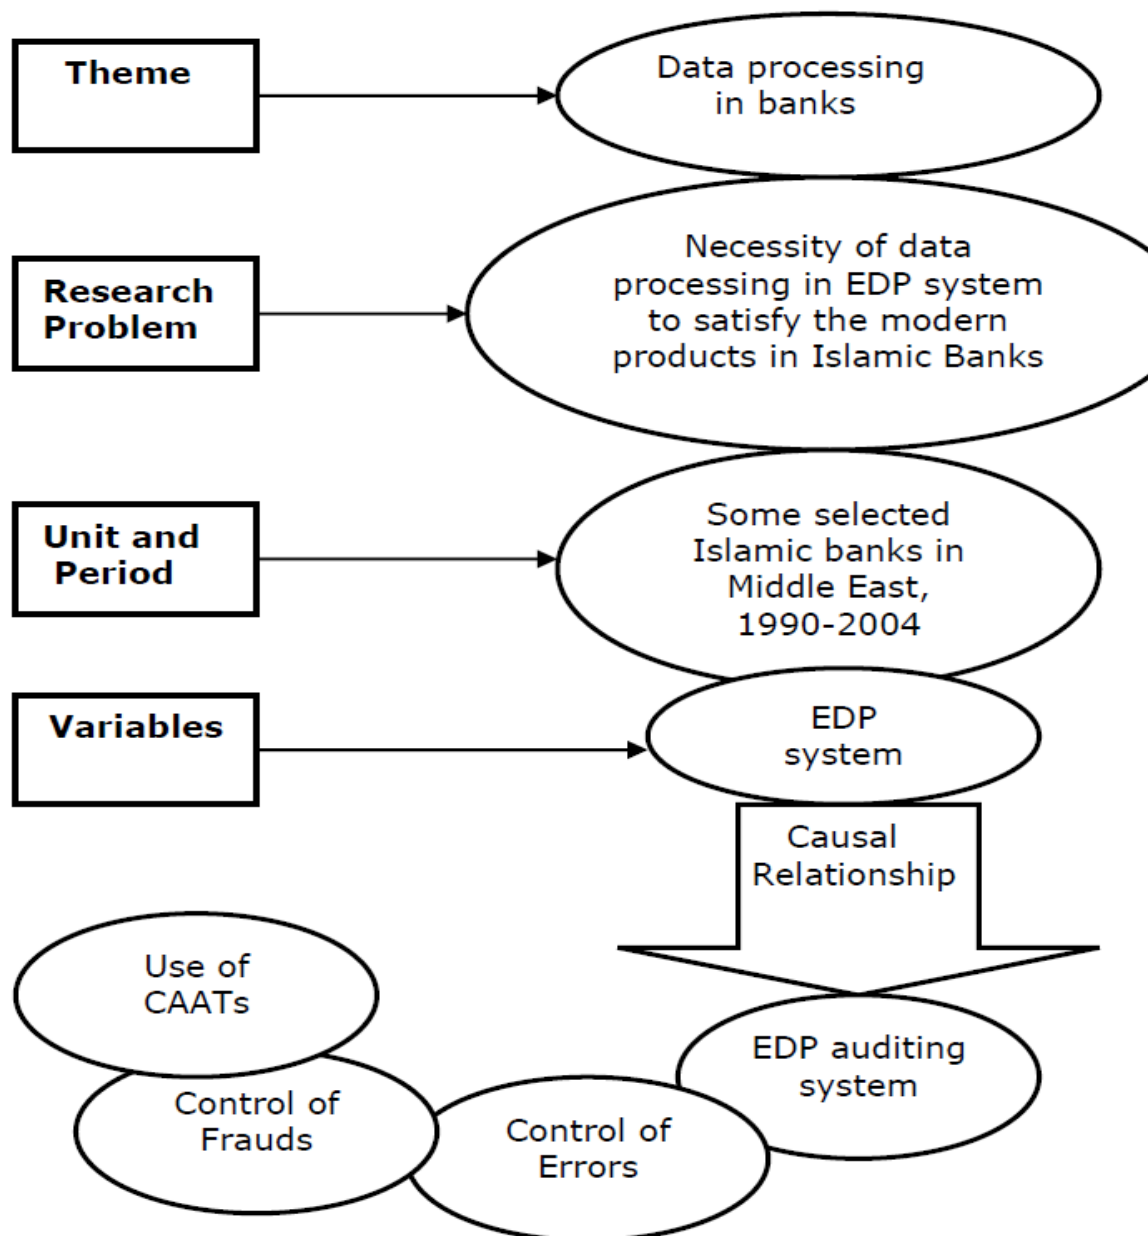 Theme
Data processing
in banks
Research
Problem
Necessity of data
processing in EDP system
to satisfy the modern
products in Islamic Banks
Unit and
Period
Some selected
Islamic banks in
Middle East,
1990-2004
Variables
EDP
system
Causal
Relationship
Use of
CAATs
EDP auditing
system
Control of
Frauds
Control of
Errors